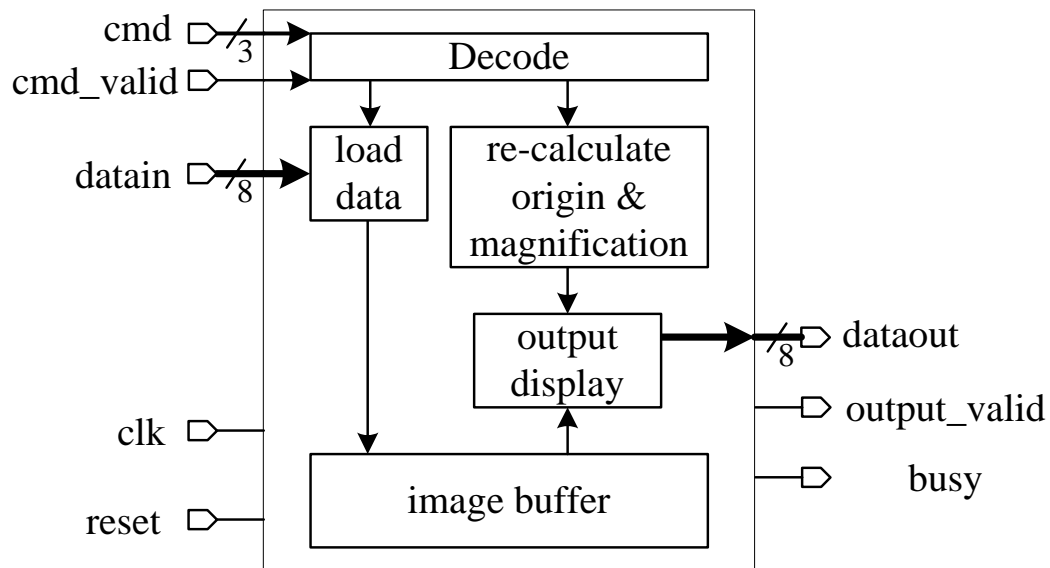 cmd
3
Decode
cmd_valid
load
data
re-calculate
origin &
magnification
datain
8
output
display
dataout
8
output_valid
clk
busy
image buffer
reset